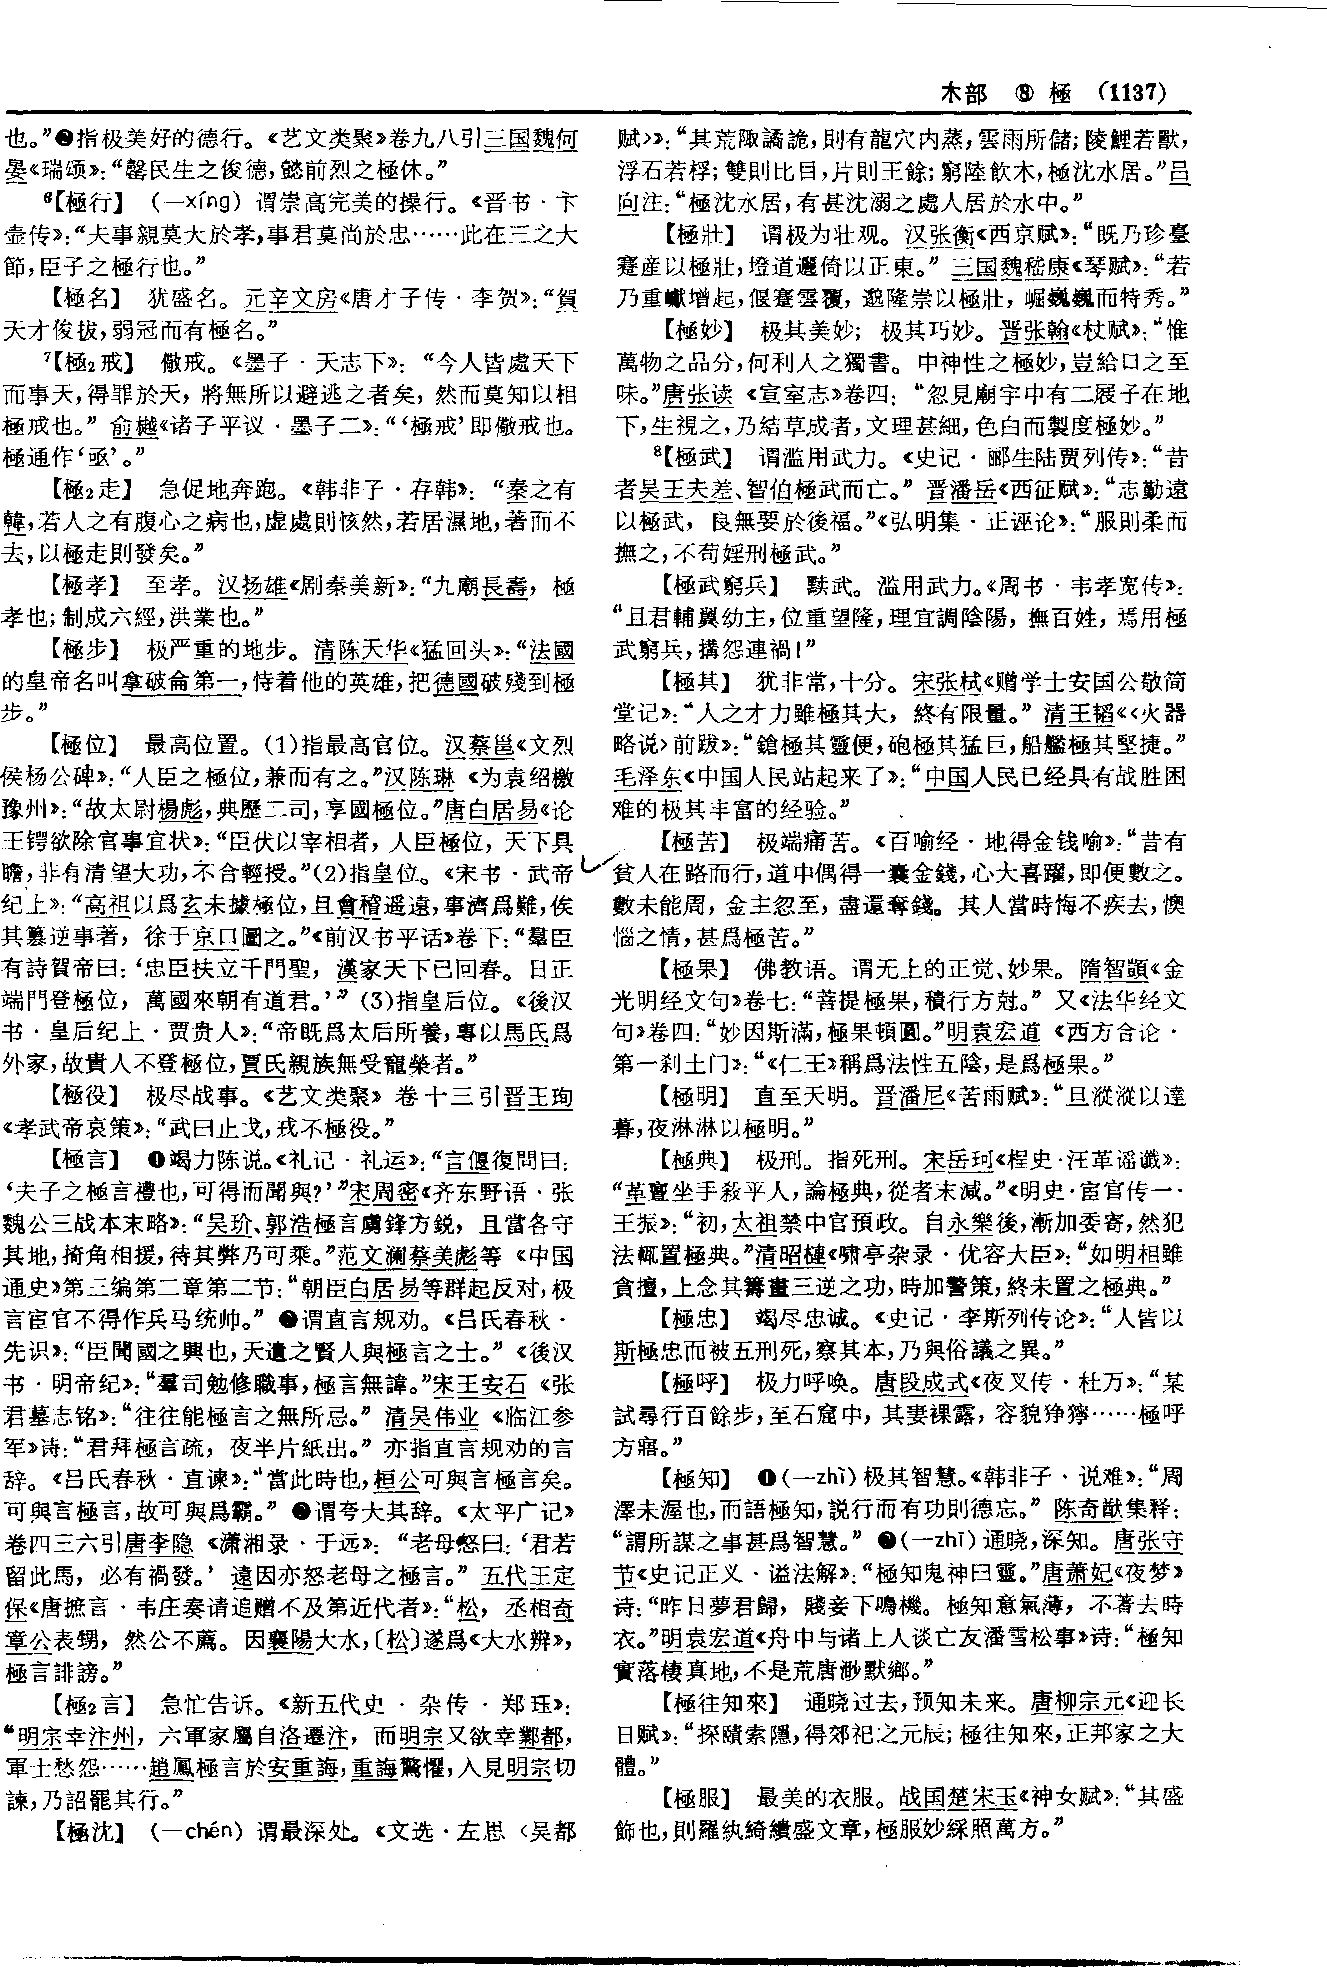 木部 ⑧ 極 (1137)
也。”❷指极美好的德行。《艺文类聚》卷九八引三国魏何
晏《瑞颂》：“罄民生之俊德，懿前烈之極休。”
⁶【極行】 (—xíng) 谓崇高完美的操行。《晋书·卞
壸传》：“夫事親莫大於孝，事君莫尚於忠……此在三之大
節，臣子之極行也。”
【極名】 犹盛名。元辛文房《唐才子传·李贺》：“賀
天才俊拔，弱冠而有極名。”
⁷【極₂戒】 儆戒。《墨子·天志下》：“今人皆處天下
而事天，得罪於天，將無所以避逃之者矣，然而莫知以相
極戒也。”俞樾《诸子平议·墨子二》：“‘極戒’即儆戒也。
極通作‘亟’。”
【極₂走】 急促地奔跑。《韩非子·存韩》：“秦之有
韓，若人之有腹心之病也，虚處則㤥然，若居濕地，著而不
去，以極走則發矣。”
【極孝】 至孝。汉扬雄《剧秦美新》：“九廟長壽，極
孝也；制成六經，洪業也。”
【極步】 极严重的地步。清陈天华《猛回头》：“法國
的皇帝名叫拿破侖第一，恃着他的英雄，把德國破殘到極
步。”
【極位】 最高位置。(1)指最高官位。汉蔡邕《文烈
侯杨公碑》：“人臣之極位，兼而有之。”汉陈琳《为袁绍檄
豫州》：“故太尉楊彪，典歷二司，享國極位。”唐白居易《论
王锷欲除官事宜状》：“臣伏以宰相者，人臣極位，天下具
瞻，非有清望大功，不合輕授。”(2)指皇位。《宋书·武帝
纪上》：“高祖以爲玄未據極位，且會稽遥遠，事濟爲難，俟
其篡逆事著，徐于京口圖之。”《前汉书平话》卷下：“羣臣
有詩賀帝曰：‘忠臣扶立千門聖，漢家天下已回春。日正
端門登極位，萬國來朝有道君。’”(3)指皇后位。《後汉
书·皇后纪上·贾贵人》：“帝既爲太后所養，專以馬氏爲
外家，故貴人不登極位，賈氏親族無受寵榮者。”
【極役】 极尽战事。《艺文类聚》卷十三引晋王珣
《孝武帝哀策》：“武曰止戈，戎不極役。”
【極言】 ❶竭力陈说。《礼记·礼运》：“言偃復問曰：
‘夫子之極言禮也，可得而聞與？’”宋周密《齐东野语·张
魏公三战本末略》：“吴玠、郭浩極言虜鋒方鋭，且當各守
其地，掎角相援，待其弊乃可乘。”范文澜蔡美彪等《中国
通史》第三编第二章第二节：“朝臣白居易等群起反对，极
言宦官不得作兵马统帅。”❷谓直言规劝。《吕氏春秋·
先识》：“臣聞國之興也，天遺之賢人與極言之士。”《後汉
书·明帝纪》：“羣司勉修職事，極言無諱。”宋王安石《张
君墓志铭》：“往往能極言之無所忌。”清吴伟业《临江参
军》诗：“君拜極言疏，夜半片紙出。”亦指直言规劝的言
辞。《吕氏春秋·直谏》：“當此時也，桓公可與言極言矣。
可與言極言，故可與爲霸。”❸谓夸大其辞。《太平广记》
卷四三六引唐李隐《潇湘录·于远》：“老母怒曰：‘君若
留此馬，必有禍發。’遠因亦怒老母之極言。”五代王定
保《唐摭言·韦庄奏请追赠不及第近代者》：“松，丞相奇
章公表甥，然公不薦。因襄陽大水，〔松〕遂爲《大水辨》，
極言誹謗。”
【極₂言】 急忙告诉。《新五代史·杂传·郑珏》：
“明宗幸汴州，六軍家屬自洛遷汴，而明宗又欲幸鄴都，
軍士愁怨……趙鳳極言於安重誨，重誨驚懼，入見明宗切
諫，乃詔罷其行。”
【極沈】 (—chén) 谓最深处。《文选·左思〈吴都
赋〉》：“其荒陬譎詭，則有龍穴内蒸，雲雨所儲；陵鯉若獸，
浮石若桴；雙則比目，片則王餘；窮陸飲木，極沈水居。”吕
向注：“極沈水居，有甚沈溺之處人居於水中。”
【極壯】 谓极为壮观。汉张衡《西京赋》：“既乃珍臺
蹇産以極壯，墱道邐倚以正東。”三国魏嵇康《琴赋》：“若
乃重巘增起，偃蹇雲覆，邈隆崇以極壯，崛巍巍而特秀。”
【極妙】 极其美妙；极其巧妙。晋张翰《杖赋》：“惟
萬物之品分，何利人之獨書。中神性之極妙，豈給口之至
味。”唐张读《宣室志》卷四：“忽見廟宇中有二屐子在地
下，生視之，乃結草成者，文理甚細，色白而製度極妙。”
⁸【極武】 谓滥用武力。《史记·郦生陆贾列传》：“昔
者吴王夫差、智伯極武而亡。”晋潘岳《西征赋》：“志勤遠
以極武，良無要於後福。”《弘明集·正诬论》：“服則柔而
撫之，不苟婬刑極武。”
【極武窮兵】 黩武。滥用武力。《周书·韦孝宽传》：
“且君輔翼幼主，位重望隆，理宜調陰陽，撫百姓，焉用極
武窮兵，搆怨連禍！”
【極其】 犹非常，十分。宋张栻《赠学士安国公敬简
堂记》：“人之才力雖極其大，終有限量。”清王韬《〈火器
略说〉前跋》：“鎗極其靈便，砲極其猛巨，船艦極其堅捷。”
毛泽东《中国人民站起来了》：“中国人民已经具有战胜困
难的极其丰富的经验。”
【極苦】 极端痛苦。《百喻经·地得金钱喻》：“昔有
貧人在路而行，道中偶得一囊金錢，心大喜躍，即便數之。
數未能周，金主忽至，盡還奪錢。其人當時悔不疾去，懊
惱之情，甚爲極苦。”
【極果】 佛教语。谓无上的正觉、妙果。隋智顗《金
光明经文句》卷七：“菩提極果，積行方尅。”又《法华经文
句》卷四：“妙因斯滿，極果頓圓。”明袁宏道《西方合论·
第一刹土门》：“《仁王》稱爲法性五陰，是爲極果。”
【極明】 直至天明。晋潘尼《苦雨赋》：“旦漎漎以達
暮，夜淋淋以極明。”
【極典】 极刑。指死刑。宋岳珂《桯史·汪革谣谶》：
“革竄坐手殺平人，論極典，從者末減。”《明史·宦官传一·
王振》：“初，太祖禁中官預政。自永樂後，漸加委寄，然犯
法輒置極典。”清昭槤《啸亭杂录·优容大臣》：“如明相雖
貪擅，上念其籌畫三逆之功，時加警策，終未置之極典。”
【極忠】 竭尽忠诚。《史记·李斯列传论》：“人皆以
斯極忠而被五刑死，察其本，乃與俗議之異。”
【極呼】 极力呼唤。唐段成式《夜叉传·杜万》：“某
試尋行百餘步，至石窟中，其妻裸露，容貌狰獰……極呼
方寤。”
【極知】 ❶(—zhì)极其智慧。《韩非子·说难》：“周
澤未渥也，而語極知，説行而有功則德忘。”陈奇猷集释：
“謂所謀之事甚爲智慧。”❷(—zhī)通晓，深知。唐张守
节《史记正义·谥法解》：“極知鬼神曰靈。”唐萧妃《夜梦》
诗：“昨日夢君歸，賤妾下鳴機。極知意氣薄，不著去時
衣。”明袁宏道《舟中与诸上人谈亡友潘雪松事》诗：“極知
實落棲真地，不是荒唐渺默鄉。”
【極往知來】 通晓过去，预知未来。唐柳宗元《迎长
日赋》：“探賾索隱，得郊祀之元辰；極往知來，正邦家之大
體。”
【極服】 最美的衣服。战国楚宋玉《神女赋》：“其盛
飾也，則羅紈綺繢盛文章，極服妙綵照萬方。”